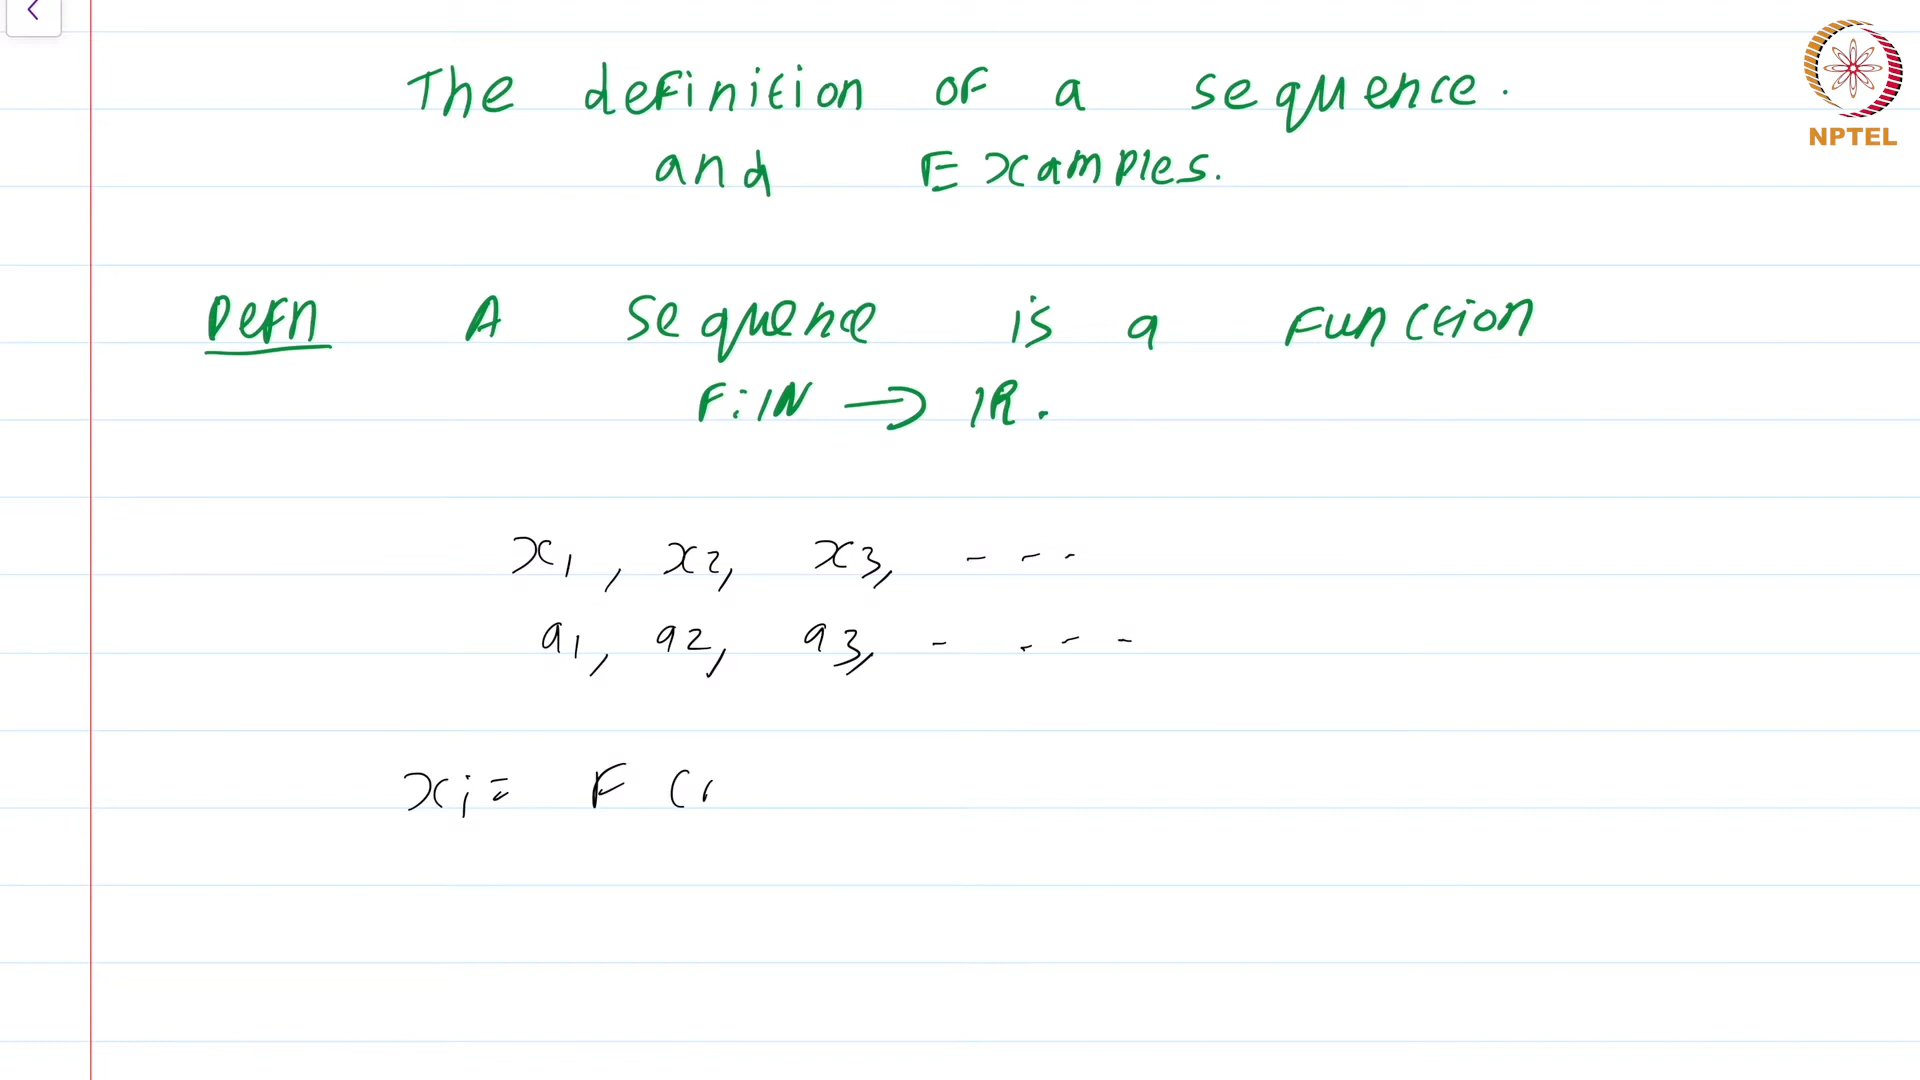 The definition of a sequence.
NPTEL
and Examples.
Defn A sequence is a function
F: ℕ → ℝ.
x₁, x₂, x₃, - - -
a₁, a₂, a₃, - . - -
xᵢ = F (